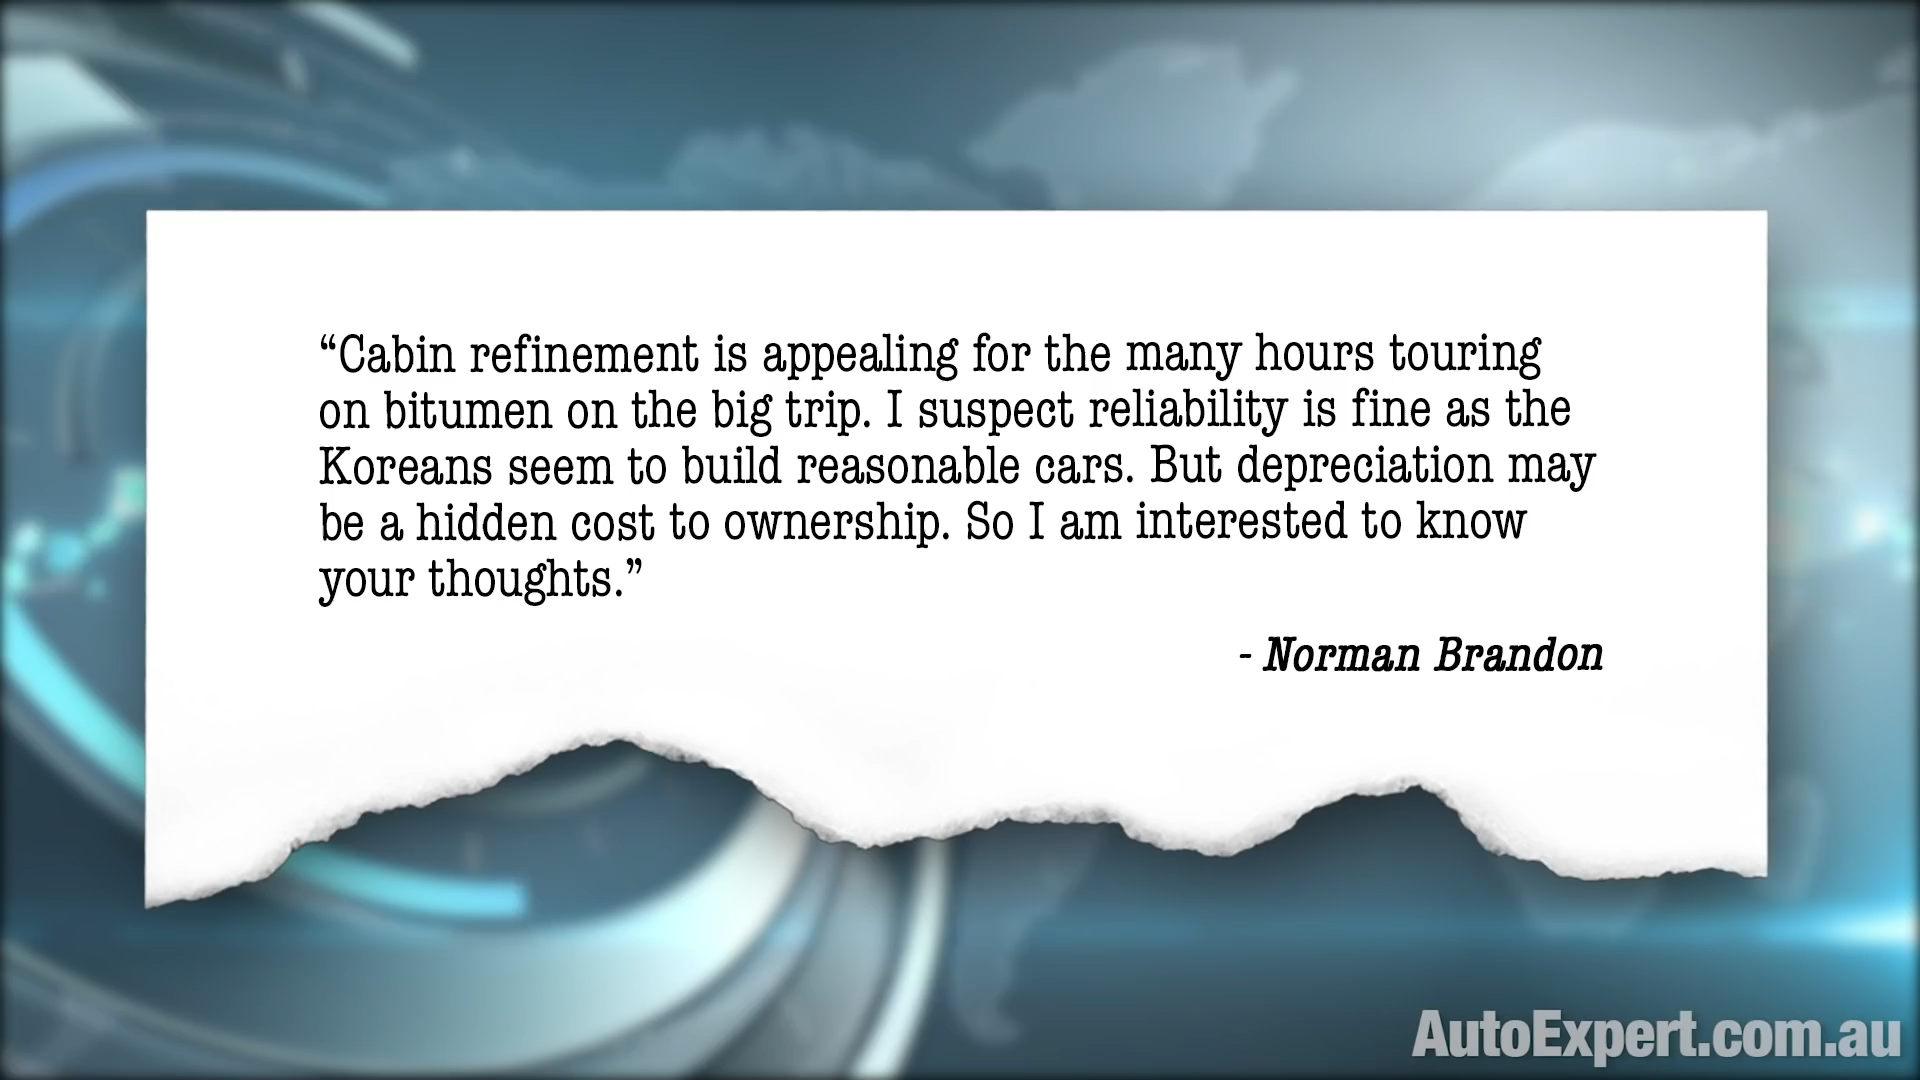 “Cabin refinement is appealing for the many hours touring
on bitumen on the big trip. I suspect reliability is fine as the
Koreans seem to build reasonable cars. But depreciation may
be a hidden cost to ownership. So I am interested to know
your thoughts.”
- Norman Brandon
AutoExpert.com.au